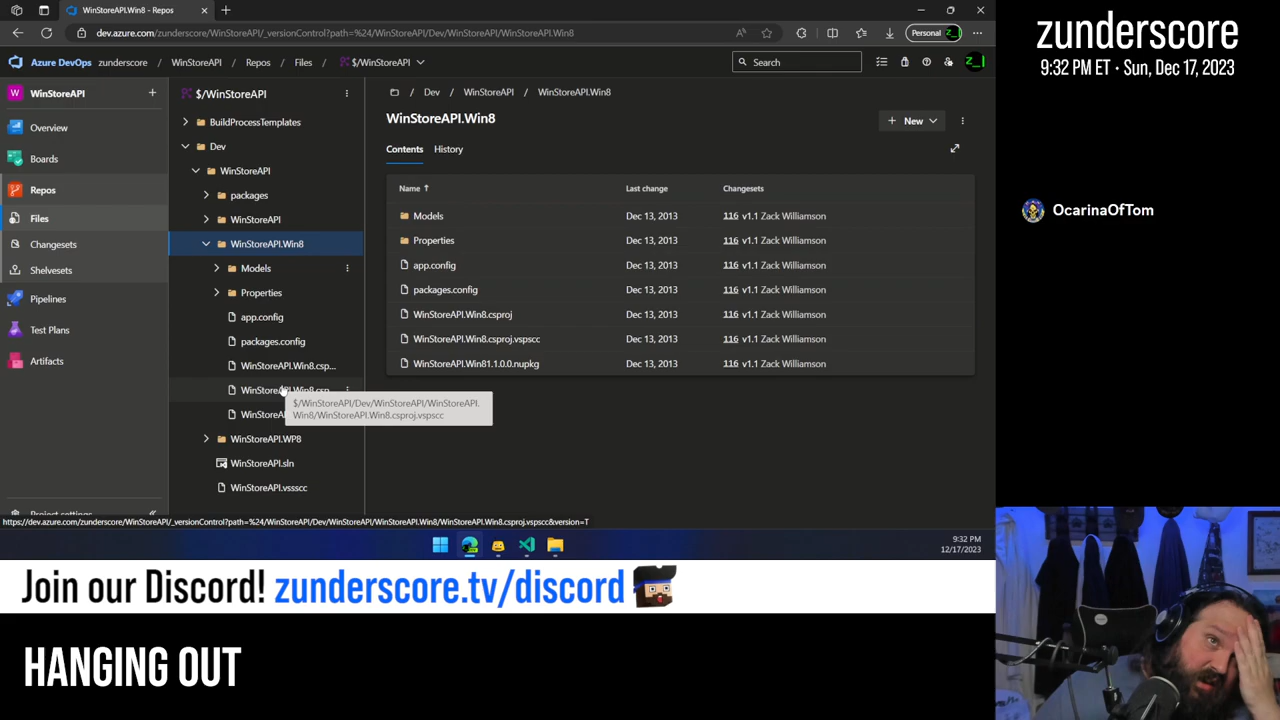 WinStoreAPI.Win8 - Repos
dev.azure.com/zunderscore/WinStoreAPI/_versionControl?path=%24/WinStoreAPI/Dev/WinStoreAPI/WinStoreAPI.Win8
Personal
Azure DevOps
zunderscore / WinStoreAPI / Repos / Files / $/WinStoreAPI
Search
W WinStoreAPI
Overview
Boards
Repos
Files
Changesets
Shelvesets
Pipelines
Test Plans
Artifacts
Project settings
$/WinStoreAPI
BuildProcessTemplates
Dev
WinStoreAPI
packages
WinStoreAPI
WinStoreAPI.Win8
Models
Properties
app.config
packages.config
WinStoreAPI.Win8.csp...
WinStoreAPI.Win8.csp...
WinStoreAPI
$/WinStoreAPI/Dev/WinStoreAPI/WinStoreAPI.
Win8/WinStoreAPI.Win8.csproj.vspscc
WinStoreAPI.WP8
WinStoreAPI.sln
WinStoreAPI.vssscc
/ Dev / WinStoreAPI / WinStoreAPI.Win8
WinStoreAPI.Win8
New
Contents History
Name Last change Changesets
Models Dec 13, 2013 116 v1.1 Zack Williamson
Properties Dec 13, 2013 116 v1.1 Zack Williamson
app.config Dec 13, 2013 116 v1.1 Zack Williamson
packages.config Dec 13, 2013 116 v1.1 Zack Williamson
WinStoreAPI.Win8.csproj Dec 13, 2013 116 v1.1 Zack Williamson
WinStoreAPI.Win8.csproj.vspscc Dec 13, 2013 116 v1.1 Zack Williamson
WinStoreAPI.Win81.1.0.0.nupkg Dec 13, 2013 116 v1.1 Zack Williamson
https://dev.azure.com/zunderscore/WinStoreAPI/_versionControl?path=%24/WinStoreAPI/Dev/WinStoreAPI/WinStoreAPI.Win8/WinStoreAPI.Win8.csproj.vspscc&version=T
9:32 PM
12/17/2023
zunderscore
9:32 PM ET • Sun, Dec 17, 2023
OcarinaOfTom
Join our Discord! zunderscore.tv/discord
HANGING OUT